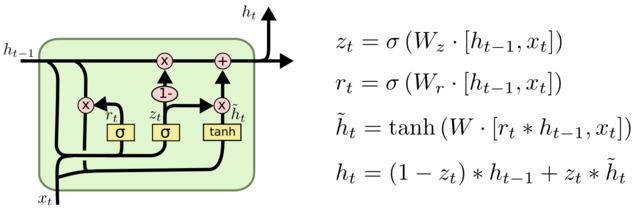 h_t
h_{t-1}
x
+
1-
x
r_t
z_t
x
h̃_t
σ
σ
tanh
x_t
z_t = σ (W_z · [h_{t-1}, x_t])
r_t = σ (W_r · [h_{t-1}, x_t])
h̃_t = tanh (W · [r_t * h_{t-1}, x_t])
h_t = (1 − z_t) * h_{t-1} + z_t * h̃_t